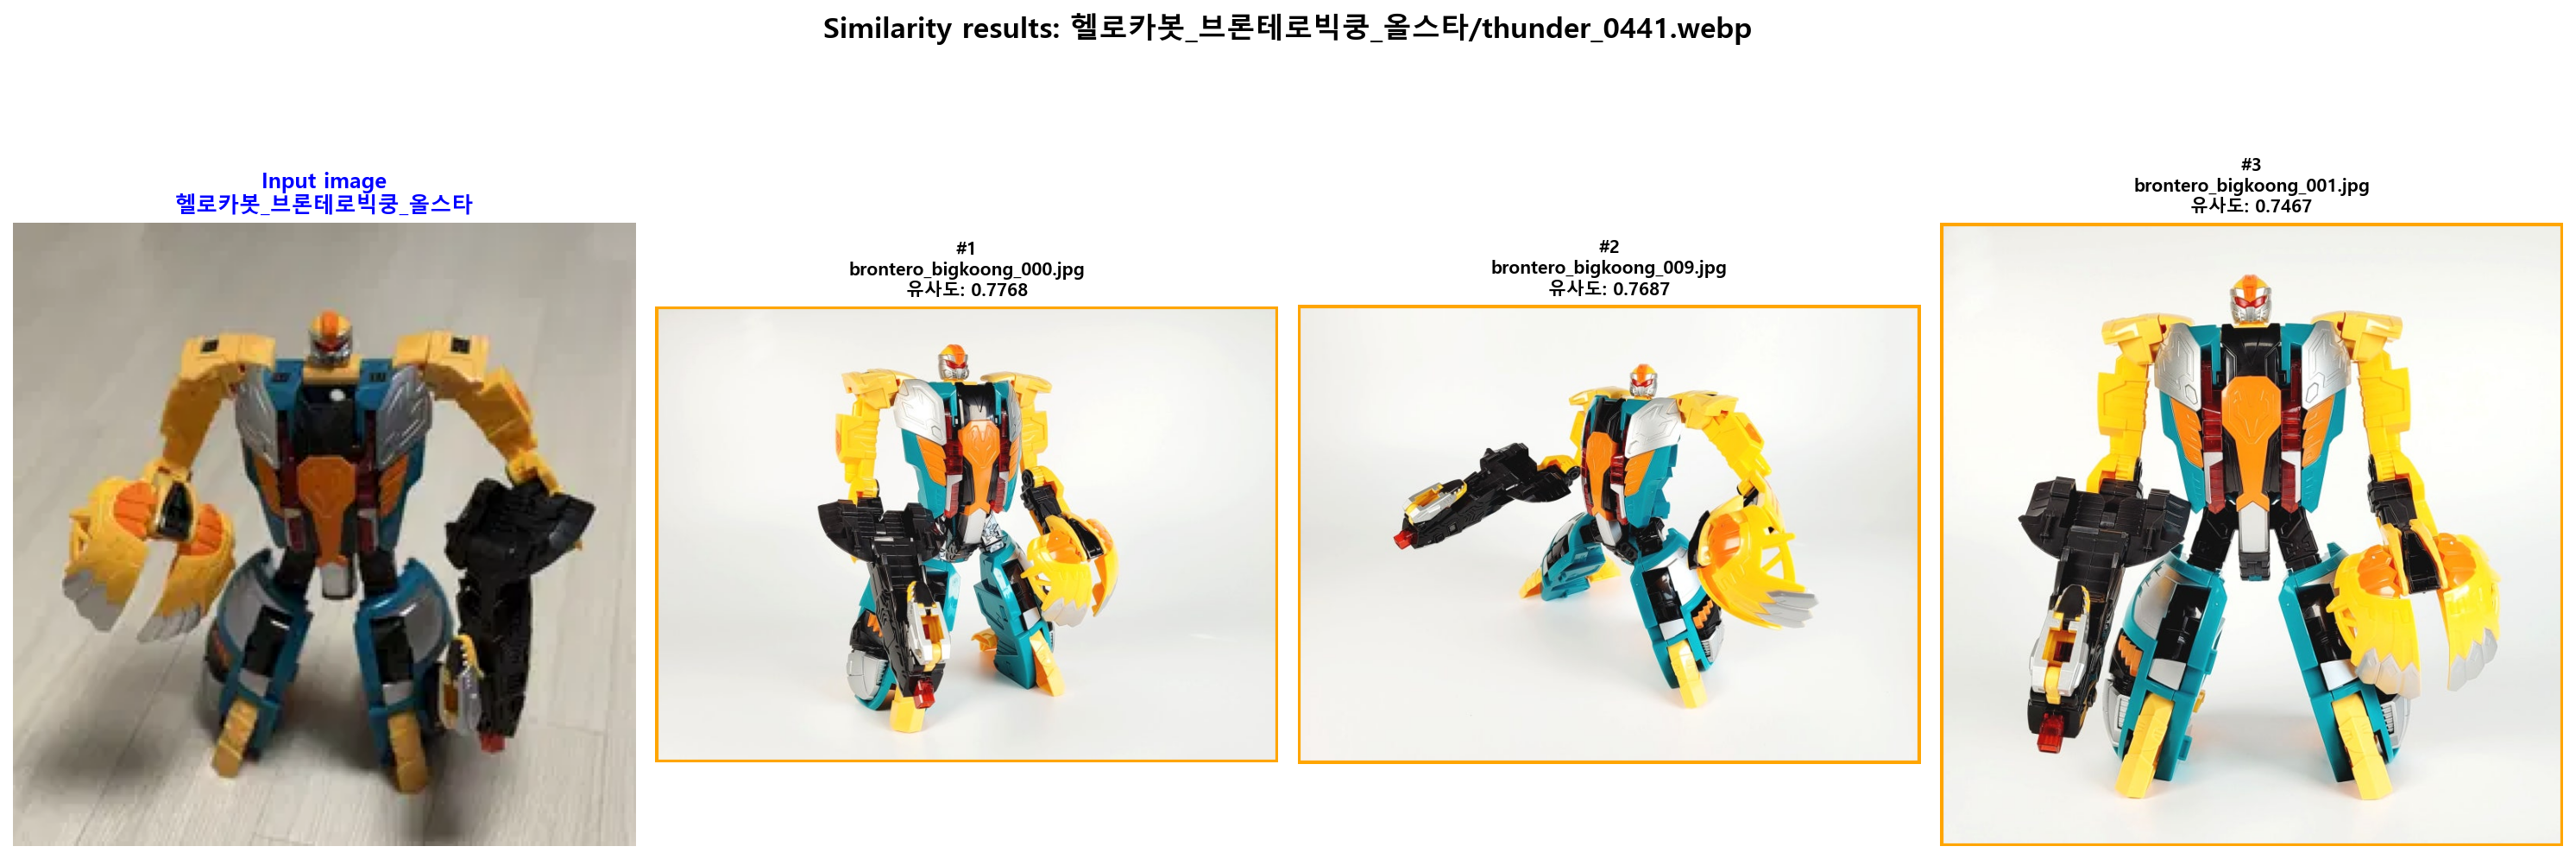 Similarity results: 헬로카봇_브론테로빅쿵_올스타/thunder_0441.webp
Input image
헬로카봇_브론테로빅쿵_올스타
#1
brontero_bigkoong_000.jpg
유사도: 0.7768
#2
brontero_bigkoong_009.jpg
유사도: 0.7687
#3
brontero_bigkoong_001.jpg
유사도: 0.7467